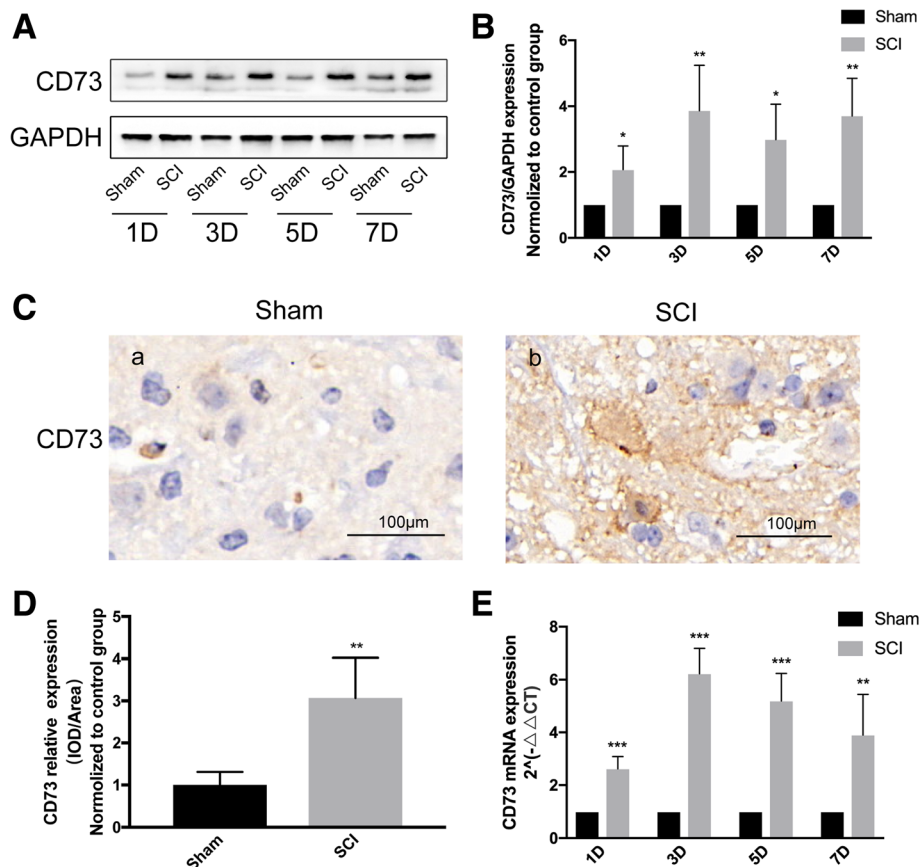 A
CD73
GAPDH
Sham SCI Sham SCI Sham SCI Sham SCI
1D 3D 5D 7D
B
Sham
SCI
CD73/GAPDH expression
Normolized to control group
8
6
4
2
0
* ** * **
1D 3D 5D 7D
C
Sham SCI
CD73
a
100μm
b
100μm
D
CD73 relative expression
(IOD/Area)
Normolized to control group
5
4
3
2
1
0
**
Sham SCI
E
Sham
SCI
CD73 mRNA expression
2^(-△△CT)
8
6
4
2
0
*** *** *** **
1D 3D 5D 7D